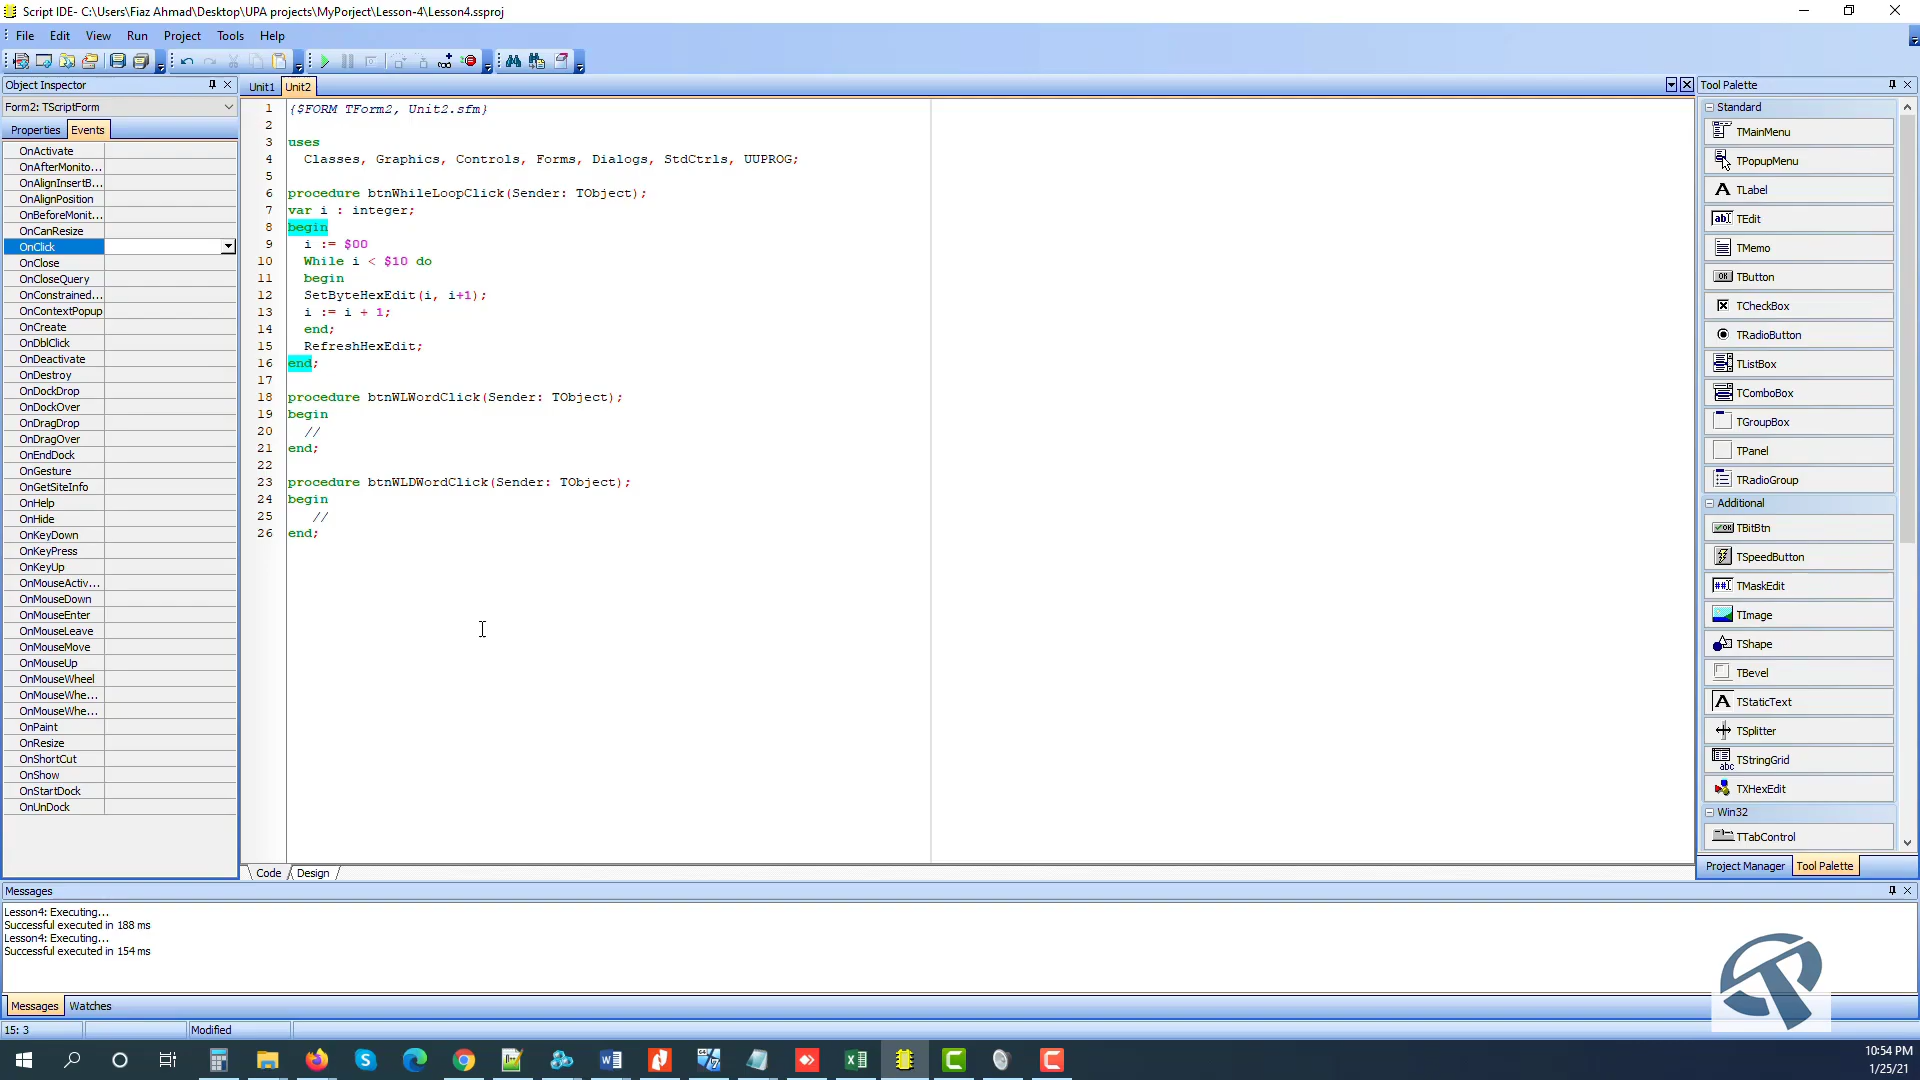 Script IDE- C:\Users\Fiaz Ahmad\Desktop\UPA projects\MyPorject\Lesson-4\Lesson4.ssproj
File Edit View Run Project Tools Help
Object Inspector
Form2: TScriptForm
Properties Events
OnActivate
OnAfterMonito...
OnAlignInsertB...
OnAlignPosition
OnBeforeMonit...
OnCanResize
OnClick
OnClose
OnCloseQuery
OnConstrained...
OnContextPopup
OnCreate
OnDblClick
OnDeactivate
OnDestroy
OnDockDrop
OnDockOver
OnDragDrop
OnDragOver
OnEndDock
OnGesture
OnGetSiteInfo
OnHelp
OnHide
OnKeyDown
OnKeyPress
OnKeyUp
OnMouseActiv...
OnMouseDown
OnMouseEnter
OnMouseLeave
OnMouseMove
OnMouseUp
OnMouseWheel
OnMouseWhe...
OnMouseWhe...
OnPaint
OnResize
OnShortCut
OnShow
OnStartDock
OnUnDock
Unit1 Unit2
1 {$FORM TForm2, Unit2.sfm}
2
3 uses
4 Classes, Graphics, Controls, Forms, Dialogs, StdCtrls, UUPROG;
5
6 procedure btnWhileLoopClick(Sender: TObject);
7 var i : integer;
8 begin
9 i := $00
10 While i < $10 do
11 begin
12 SetByteHexEdit(i, i+1);
13 i := i + 1;
14 end;
15 RefreshHexEdit;
16 end;
17
18 procedure btnWLWordClick(Sender: TObject);
19 begin
20 //
21 end;
22
23 procedure btnWLDWordClick(Sender: TObject);
24 begin
25 //
26 end;
Code Design
Tool Palette
Standard
TMainMenu
TPopupMenu
TLabel
TEdit
TMemo
TButton
TCheckBox
TRadioButton
TListBox
TComboBox
TGroupBox
TPanel
TRadioGroup
Additional
TBitBtn
TSpeedButton
TMaskEdit
TImage
TShape
TBevel
TStaticText
TSplitter
TStringGrid
TXHexEdit
Win32
TTabControl
Project Manager Tool Palette
Messages
Lesson4: Executing...
Successful executed in 188 ms
Lesson4: Executing...
Successful executed in 154 ms
Messages Watches
15: 3 Modified
10:54 PM
1/25/21